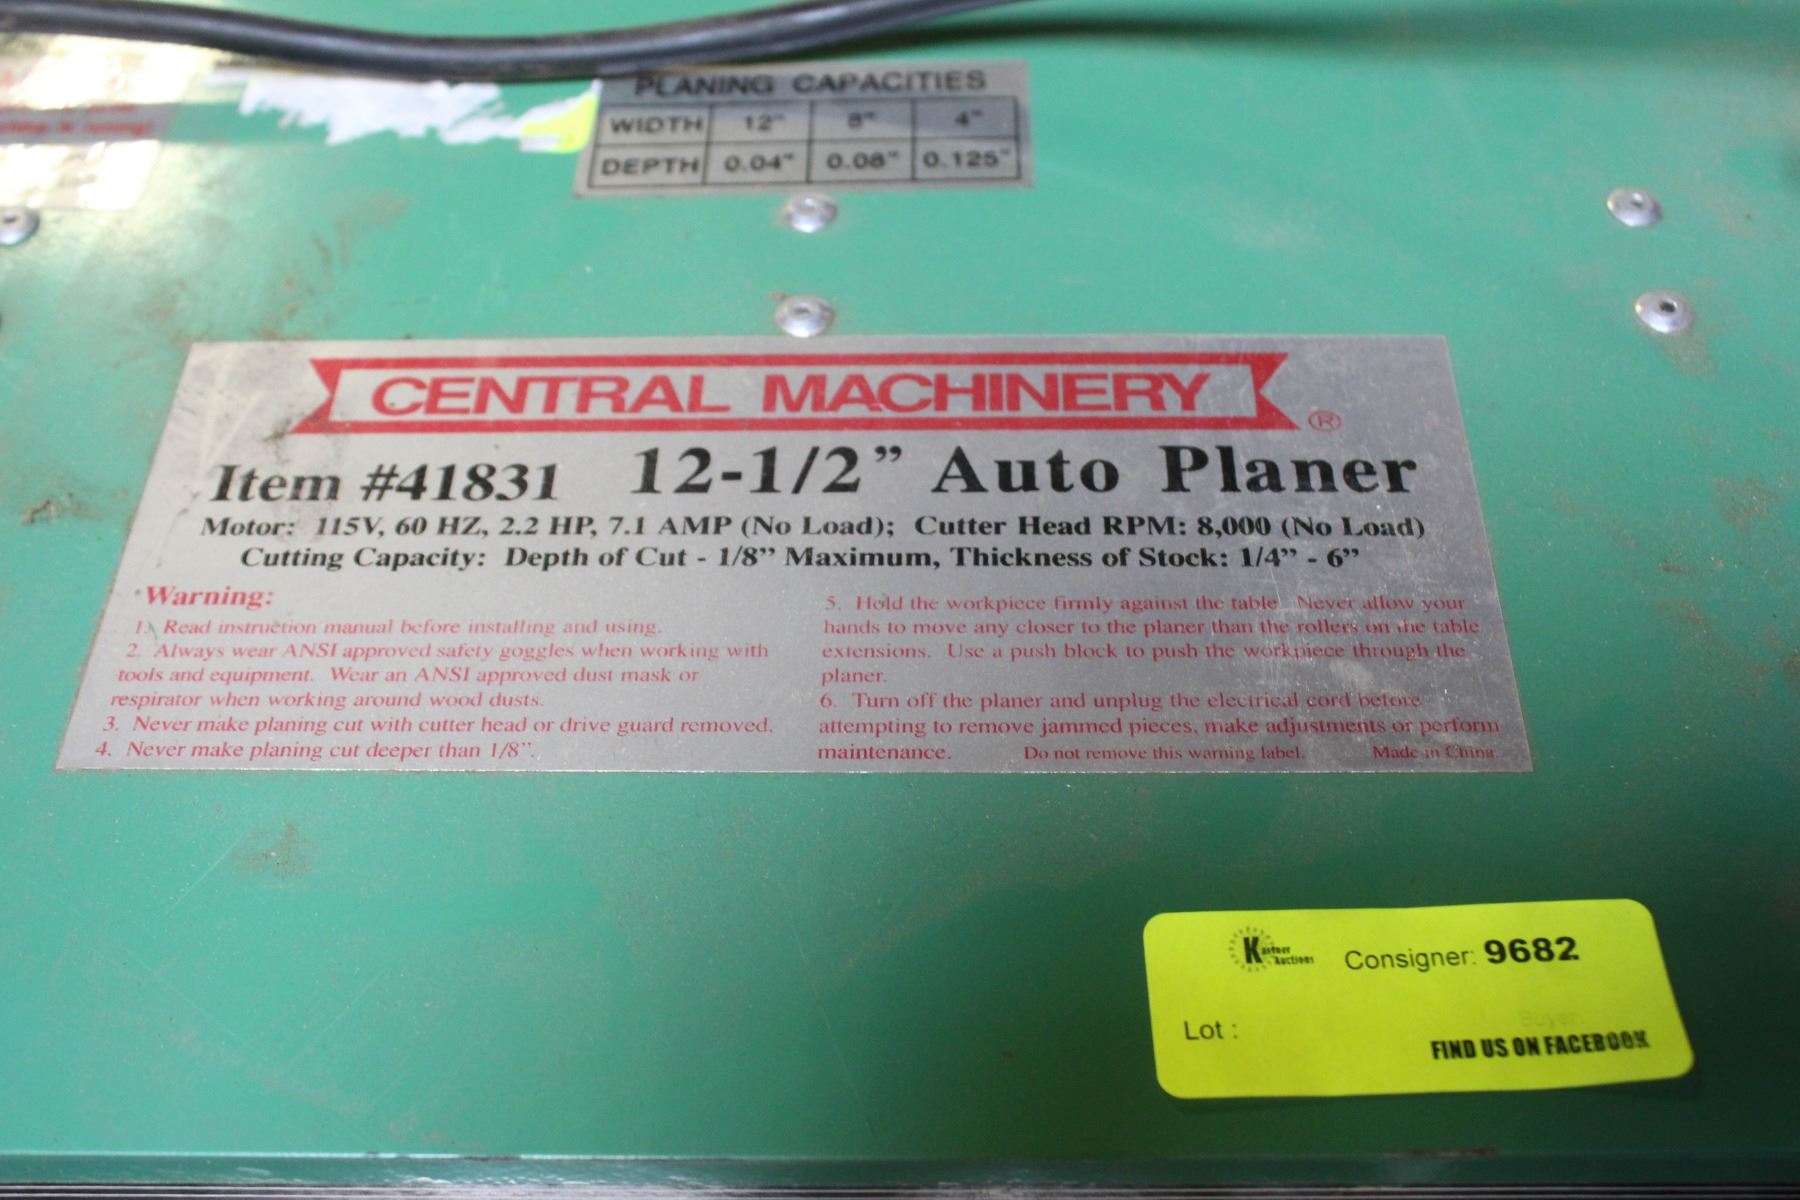 PLANING CAPACITIES
WIDTH 12" 8" 4"
DEPTH 0.04" 0.08" 0.125"
CENTRAL MACHINERY ®
Item #41831 12-1/2” Auto Planer
Motor: 115V, 60 HZ, 2.2 HP, 7.1 AMP (No Load); Cutter Head RPM: 8,000 (No Load)
Cutting Capacity: Depth of Cut - 1/8” Maximum, Thickness of Stock: 1/4” - 6”
Warning:
1. Read instruction manual before installing and using.
2. Always wear ANSI approved safety goggles when working with
tools and equipment. Wear an ANSI approved dust mask or
respirator when working around wood dusts.
3. Never make planing cut with cutter head or drive guard removed.
4. Never make planing cut deeper than 1/8”.
5. Hold the workpiece firmly against the table. Never allow your
hands to move any closer to the planer than the rollers on the table
extensions. Use a push block to push the workpiece through the
planer.
6. Turn off the planer and unplug the electrical cord before
attempting to remove jammed pieces, make adjustments or perform
maintenance. Do not remove this warning label. Made in China
Kastner Auctions
Consigner: 9682
Lot :
Buyer
FIND US ON FACEBOOK